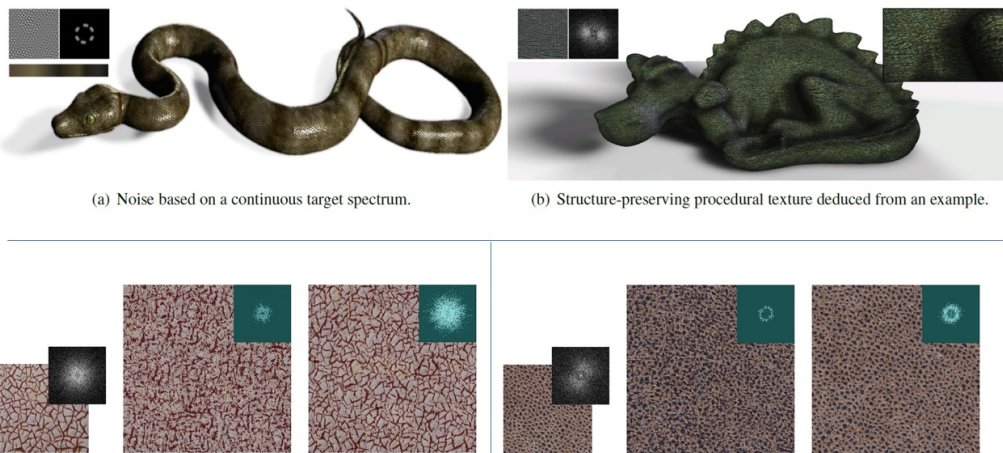 (a) Noise based on a continuous target spectrum.
(b) Structure-preserving procedural texture deduced from an example.